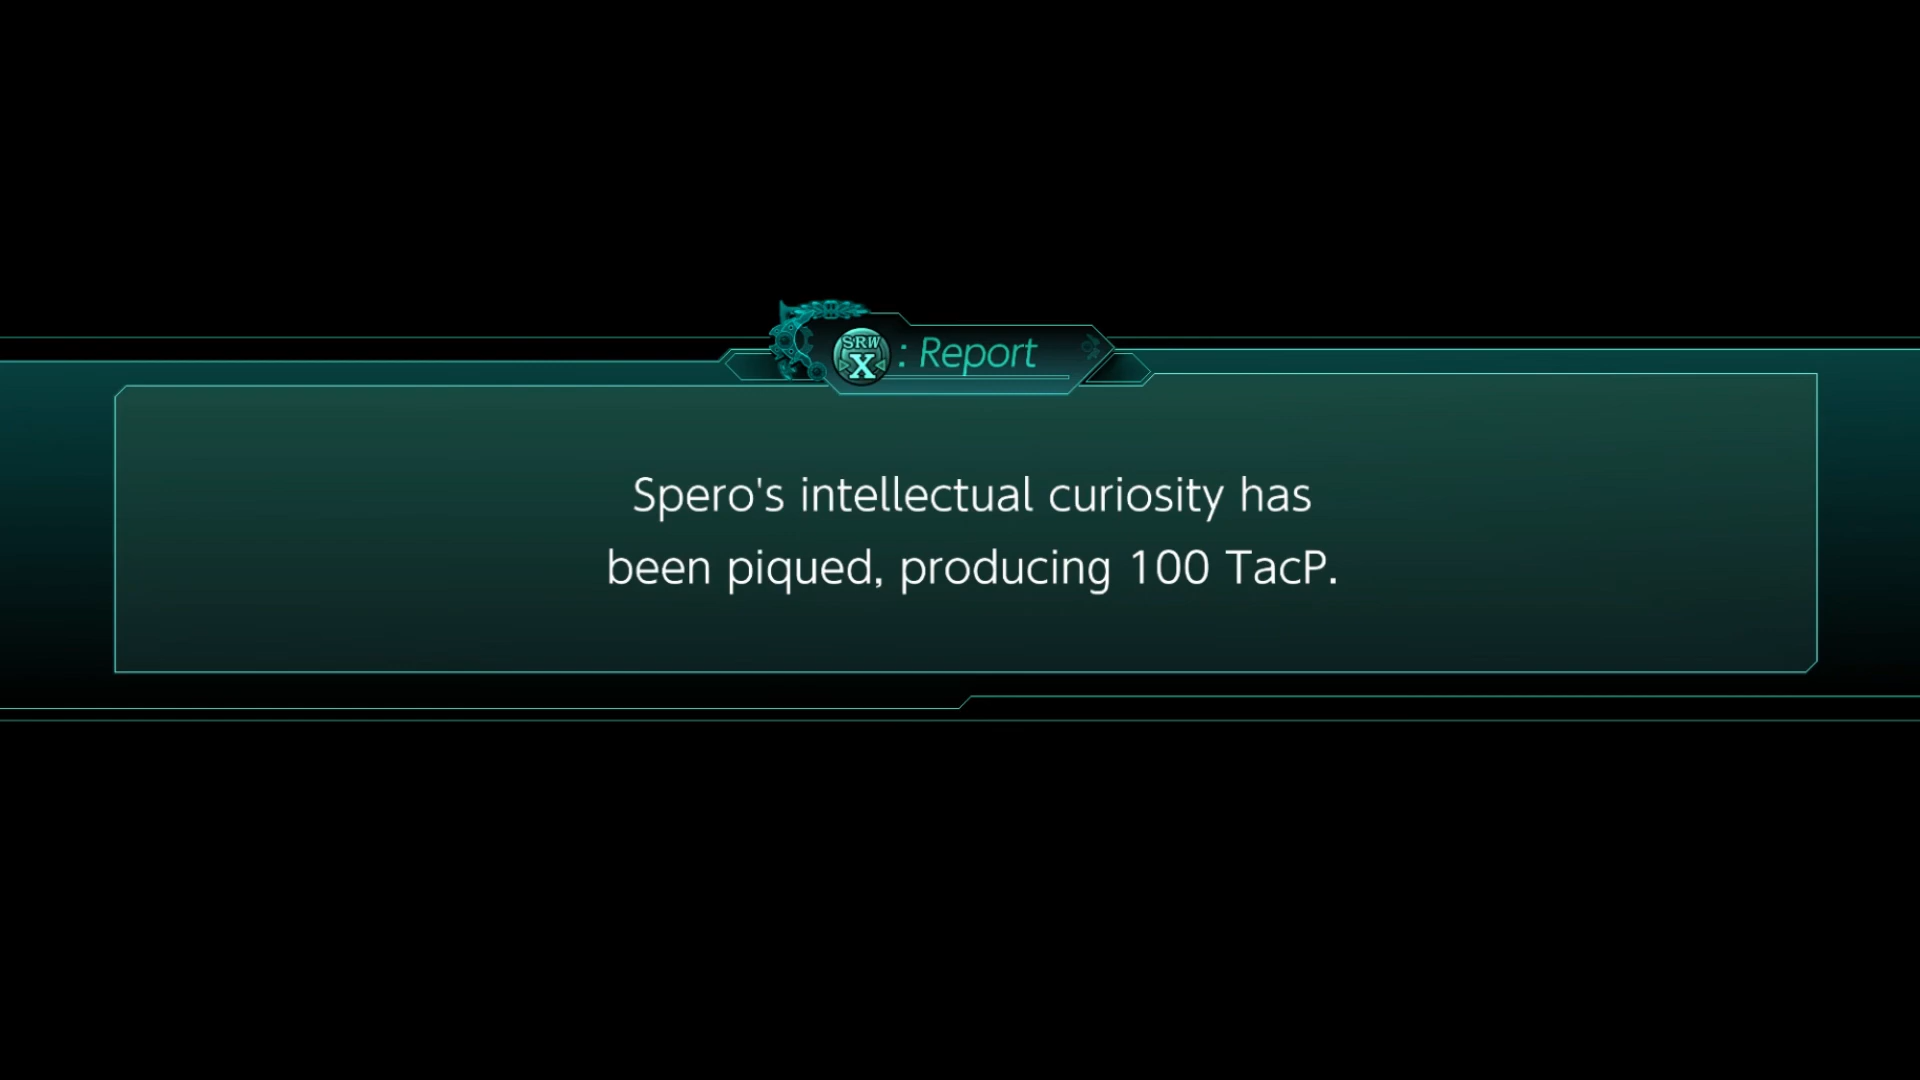 SRW
X : Report
Spero's intellectual curiosity has
been piqued, producing 100 TacP.